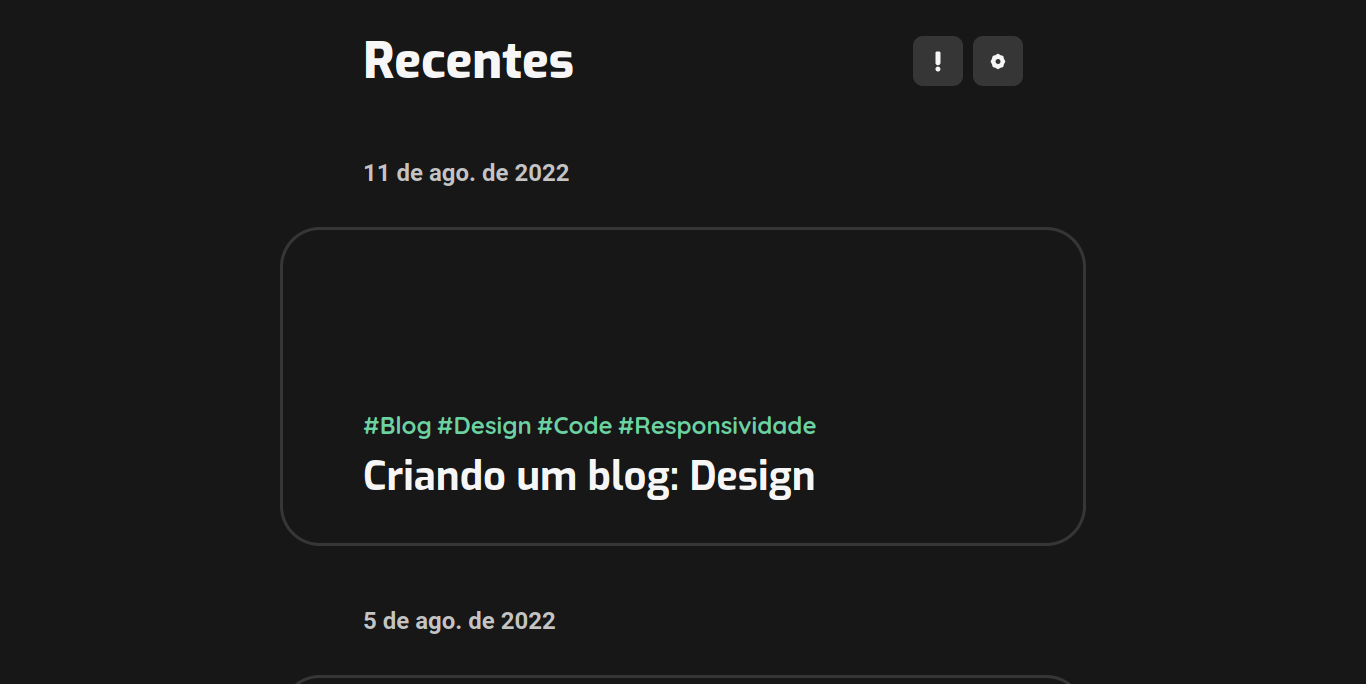 Recentes
11 de ago. de 2022
#Blog #Design #Code #Responsividade
Criando um blog: Design
5 de ago. de 2022